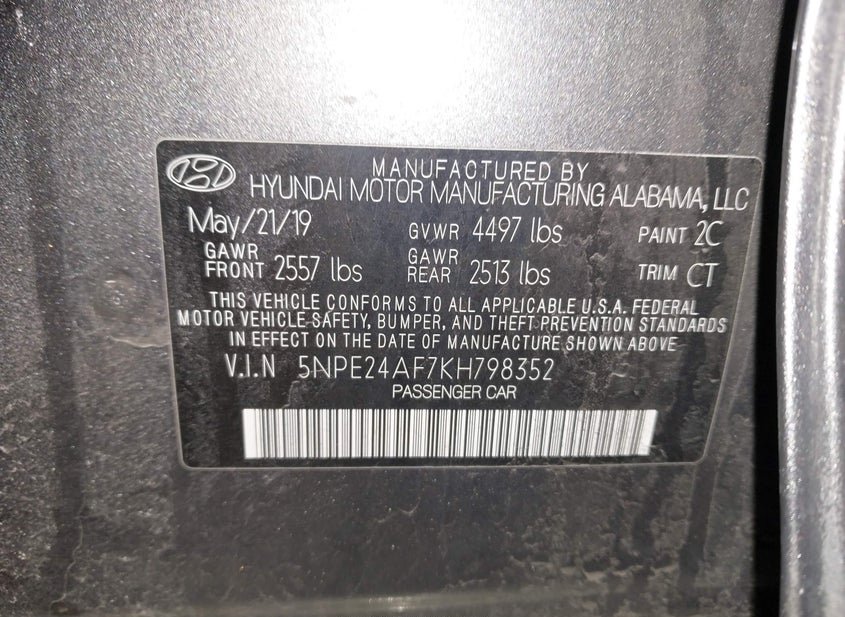 MANUFACTURED BY
HYUNDAI MOTOR MANUFACTURING ALABAMA, LLC
May/21/19 GVWR 4497 lbs PAINT 2C
GAWR FRONT 2557 lbs GAWR REAR 2513 lbs TRIM CT
THIS VEHICLE CONFORMS TO ALL APPLICABLE U.S.A. FEDERAL
MOTOR VEHICLE SAFETY, BUMPER, AND THEFT PREVENTION STANDARDS
IN EFFECT ON THE DATE OF MANUFACTURE SHOWN ABOVE
V.I.N 5NPE24AF7KH798352
PASSENGER CAR